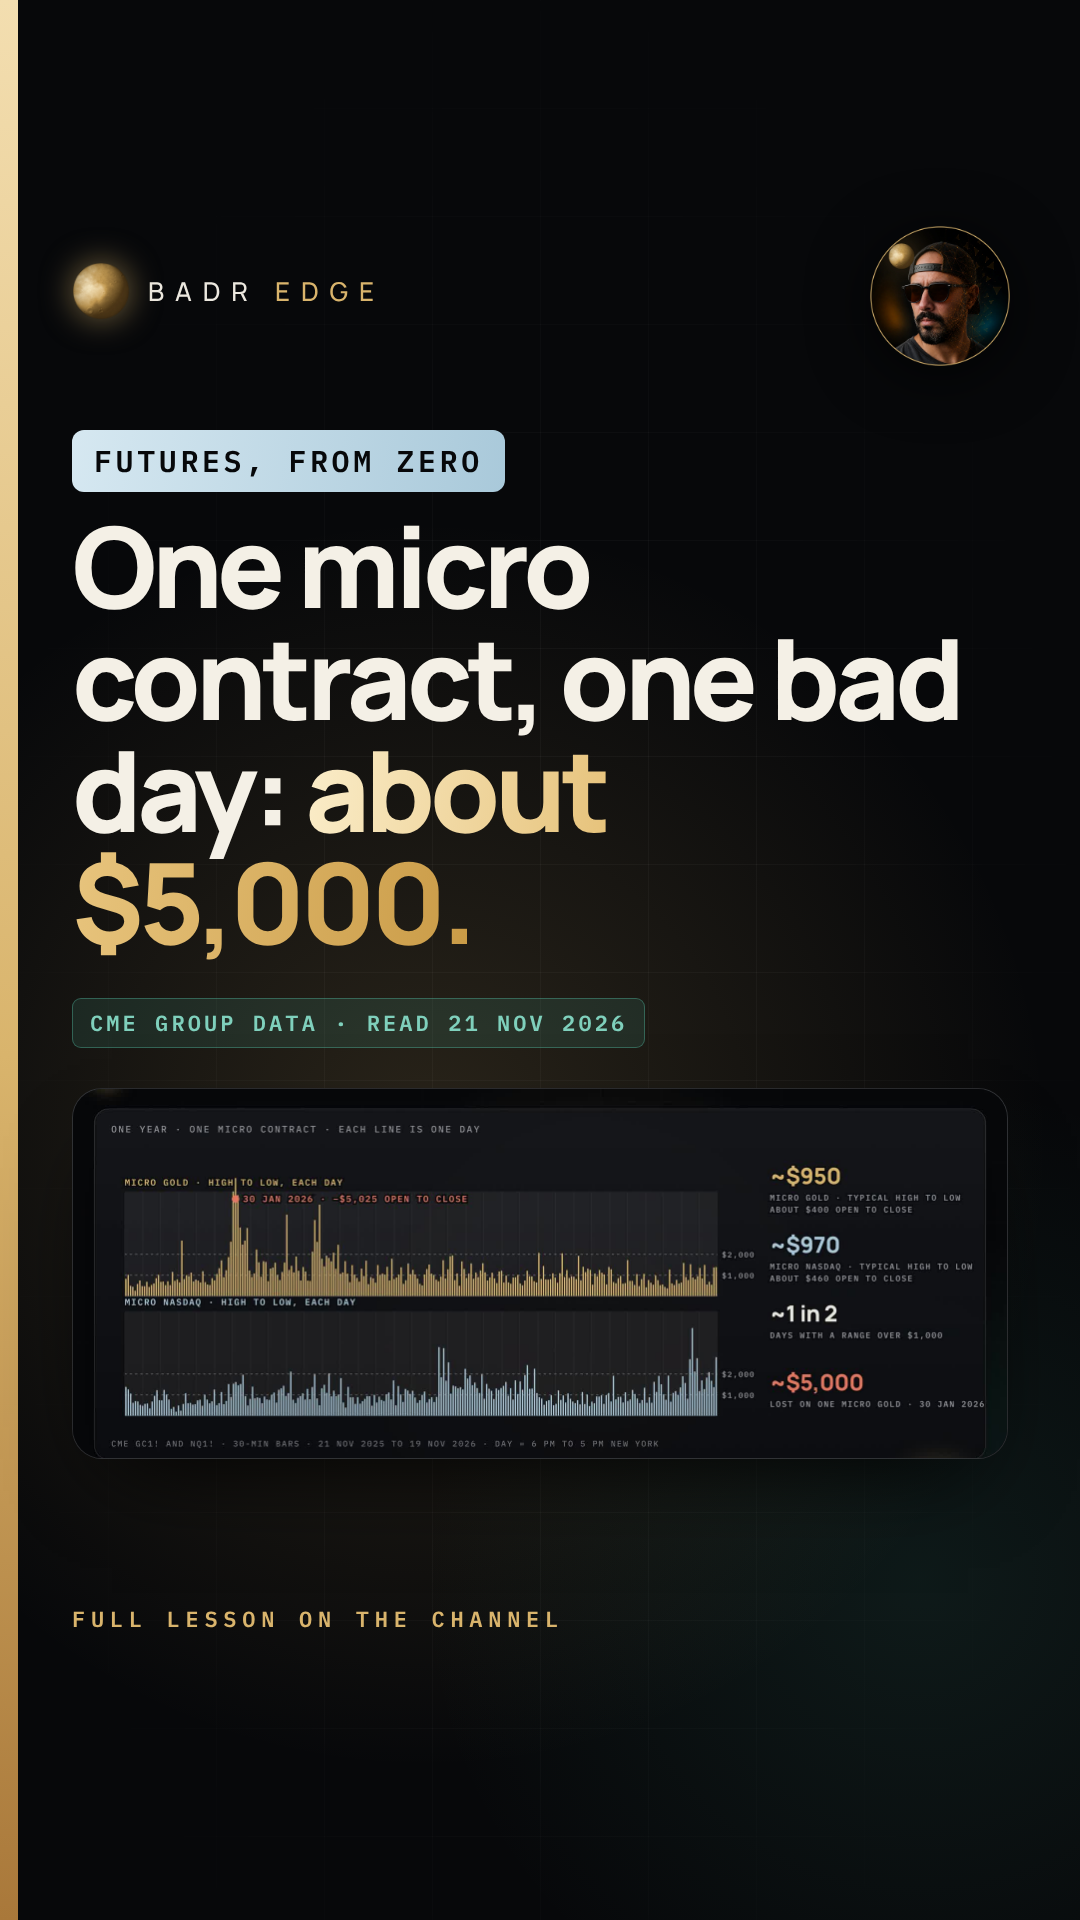 BADR EDGE
FUTURES, FROM ZERO
One micro
contract, one bad
day: about
$5,000.
CME GROUP DATA · READ 21 NOV 2026
ONE YEAR · ONE MICRO CONTRACT · EACH LINE IS ONE DAY
MICRO GOLD · HIGH TO LOW, EACH DAY
30 JAN 2026 · -$5,025 OPEN TO CLOSE
$2,000
$1,000
MICRO NASDAQ · HIGH TO LOW, EACH DAY
$2,000
$1,000
~$950
MICRO GOLD · TYPICAL HIGH TO LOW
ABOUT $400 OPEN TO CLOSE
~$970
MICRO NASDAQ · TYPICAL HIGH TO LOW
ABOUT $460 OPEN TO CLOSE
~1 in 2
DAYS WITH A RANGE OVER $1,000
~$5,000
LOST ON ONE MICRO GOLD · 30 JAN 2026
CME GC1! AND NQ1! · 30-MIN BARS · 21 NOV 2025 TO 19 NOV 2026 · DAY = 6 PM TO 5 PM NEW YORK
FULL LESSON ON THE CHANNEL